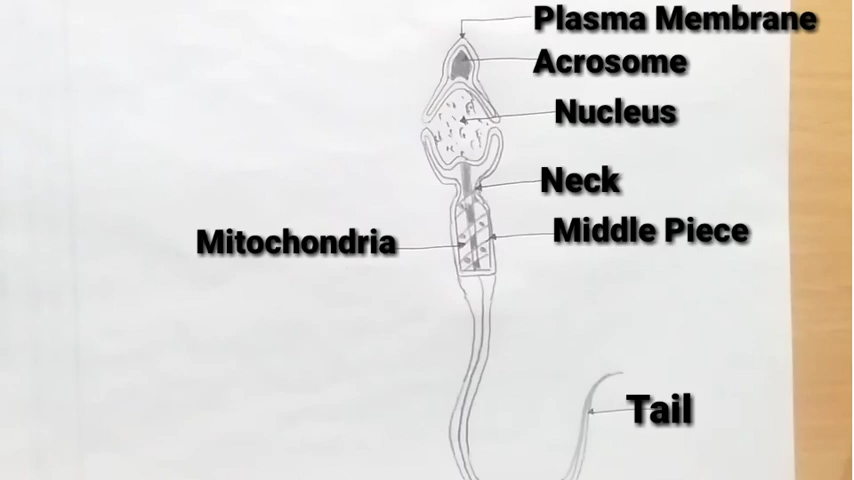 Plasma Membrane
Acrosome
Nucleus
Neck
Mitochondria
Middle Piece
Tail